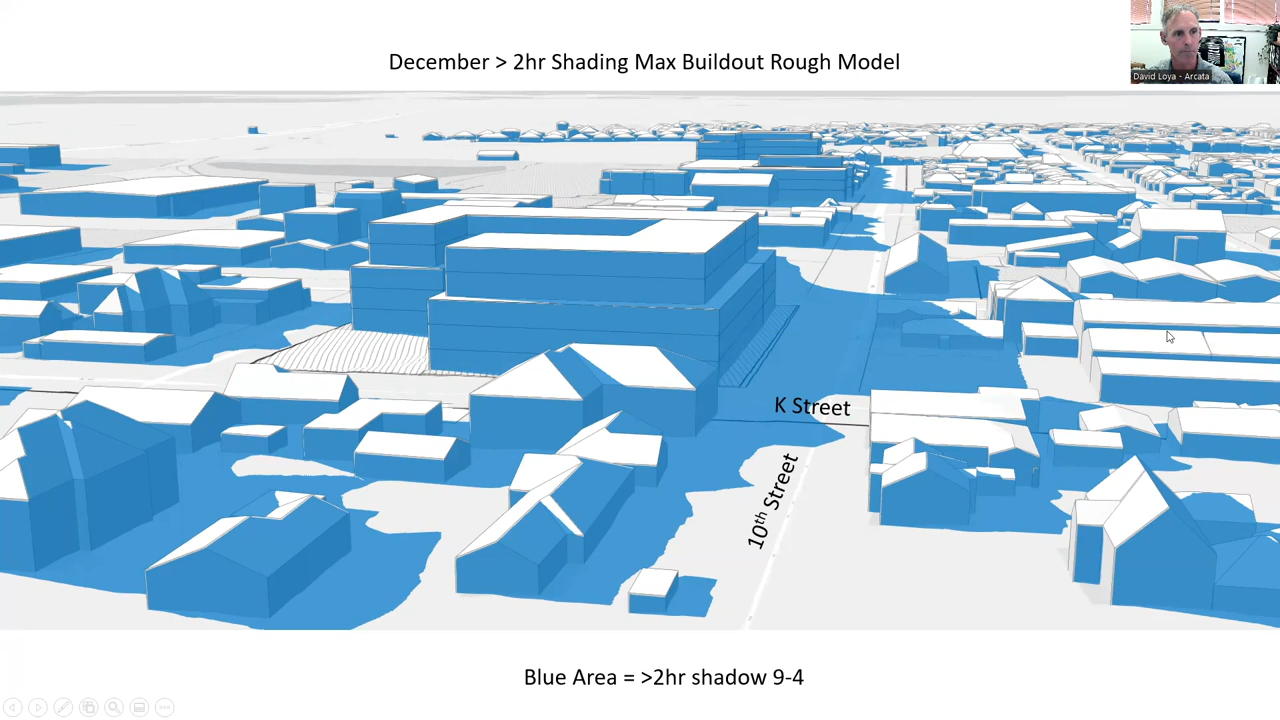 December > 2hr Shading Max Buildout Rough Model
David Loya - Arcata
K Street
10th Street
Blue Area = >2hr shadow 9-4